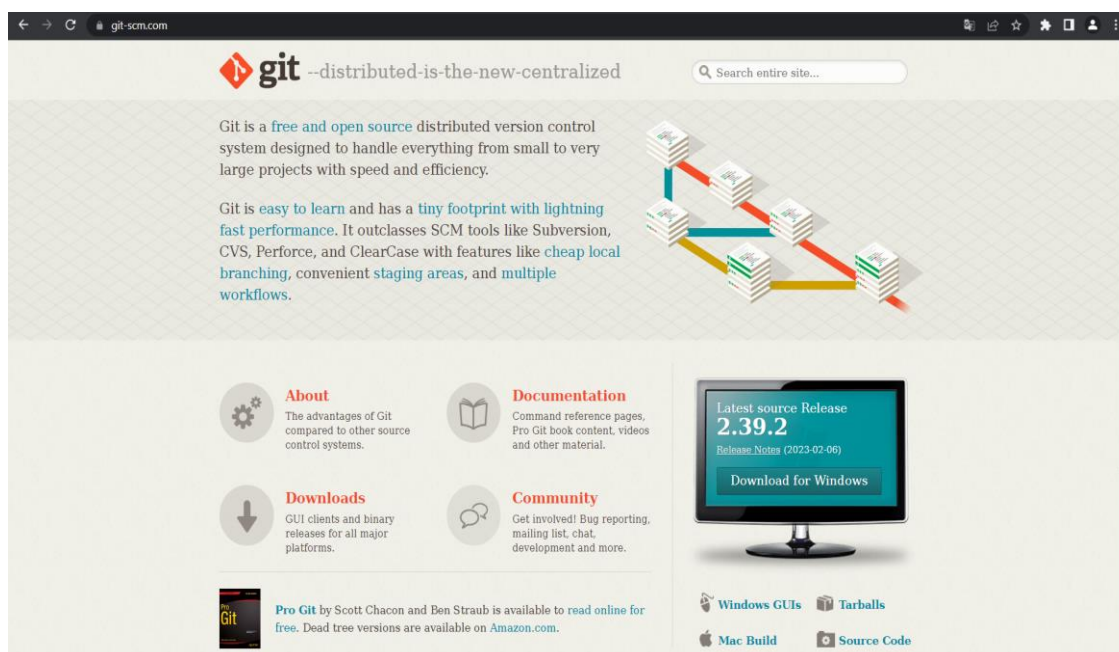 git-scm.com
git --distributed-is-the-new-centralized
Search entire site...
Git is a free and open source distributed version control
system designed to handle everything from small to very
large projects with speed and efficiency.
Git is easy to learn and has a tiny footprint with lightning
fast performance. It outclasses SCM tools like Subversion,
CVS, Perforce, and ClearCase with features like cheap local
branching, convenient staging areas, and multiple
workflows.
About
The advantages of Git
compared to other source
control systems.
Documentation
Command reference pages,
Pro Git book content, videos
and other material.
Downloads
GUI clients and binary
releases for all major
platforms.
Community
Get involved! Bug reporting,
mailing list, chat,
development and more.
Pro
Git
Pro Git by Scott Chacon and Ben Straub is available to read online for
free. Dead tree versions are available on Amazon.com.
Latest source Release
2.39.2
Release Notes (2023-02-06)
Download for Windows
Windows GUIs
Tarballs
Mac Build
Source Code